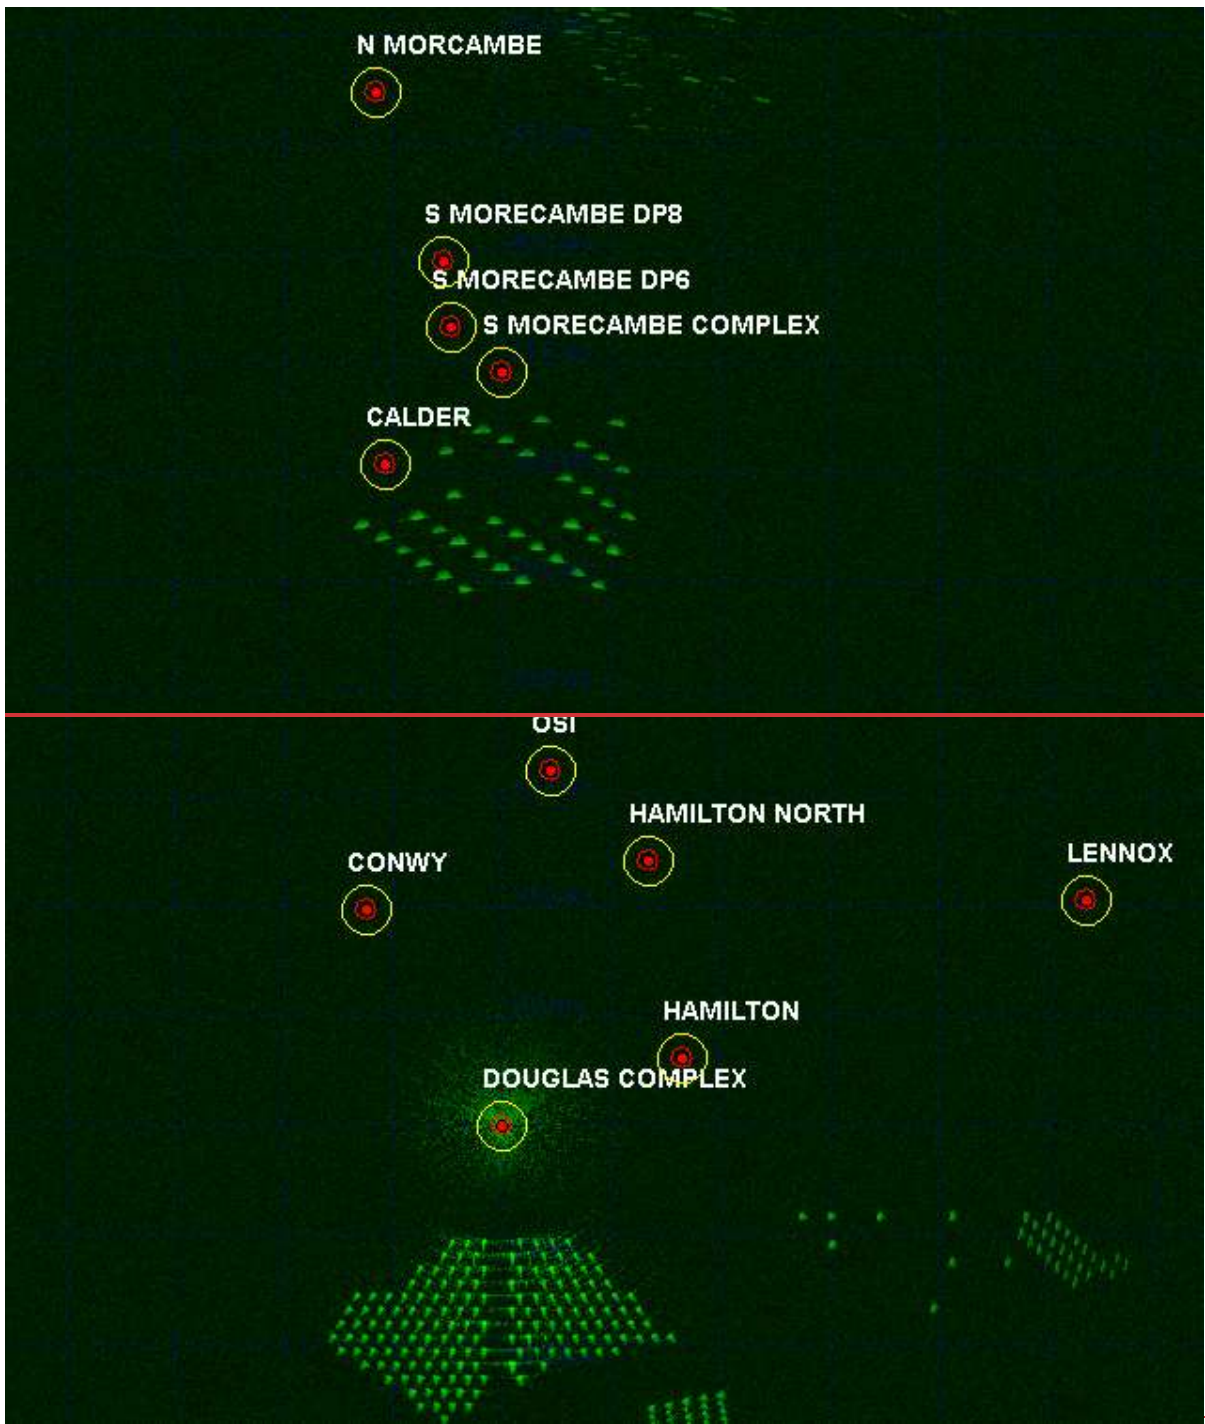 N MORCAMBE
S MORECAMBE DP8
S MORECAMBE DP6
S MORECAMBE COMPLEX
CALDER
OSI
HAMILTON NORTH
LENNOX
CONWY
HAMILTON
DOUGLAS COMPLEX